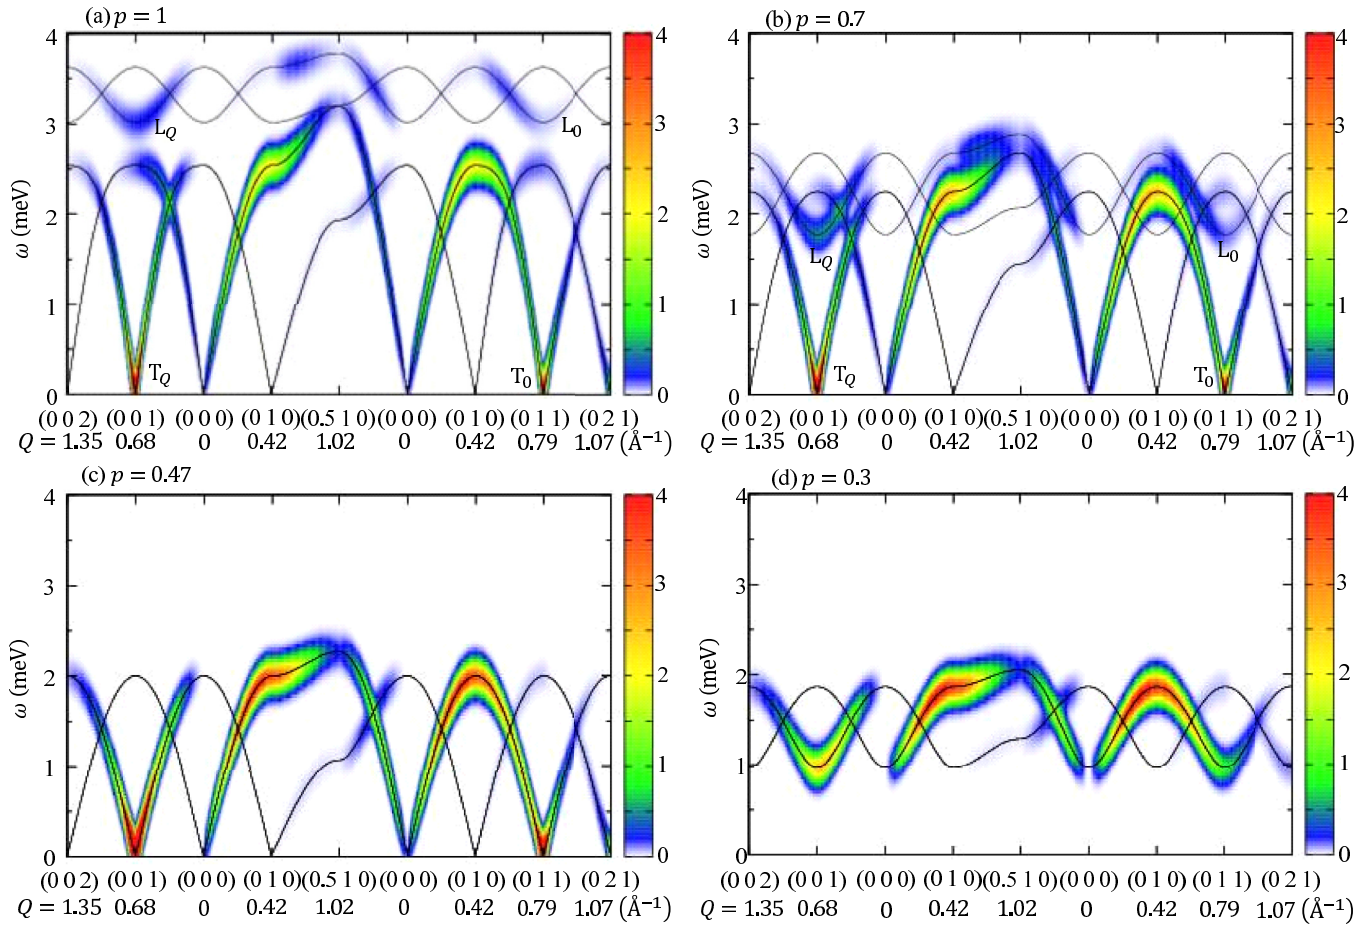 (a) p = 1
(b) p = 0.7
4
3
2
1
0
ω (meV)
L_Q
L_0
T_Q
T_0
4
3
2
1
0
(0 0 2) (0 0 1) (0 0 0) (0 1 0) (0.5 1 0) (0 0 0) (0 1 0) (0 1 1) (0 2 1)
Q = 1.35 0.68 0 0.42 1.02 0 0.42 0.79 1.07 (Å⁻¹)
4
3
2
1
0
ω (meV)
L_Q
L_0
T_Q
T_0
4
3
2
1
0
(0 0 2) (0 0 1) (0 0 0) (0 1 0) (0.5 1 0) (0 0 0) (0 1 0) (0 1 1) (0 2 1)
Q = 1.35 0.68 0 0.42 1.02 0 0.42 0.79 1.07 (Å⁻¹)
(c) p = 0.47
(d) p = 0.3
4
3
2
1
0
ω (meV)
4
3
2
1
0
(0 0 2) (0 0 1) (0 0 0) (0 1 0) (0.5 1 0) (0 0 0) (0 1 0) (0 1 1) (0 2 1)
Q = 1.35 0.68 0 0.42 1.02 0 0.42 0.79 1.07 (Å⁻¹)
4
3
2
1
0
ω (meV)
4
3
2
1
0
(0 0 2) (0 0 1) (0 0 0) (0 1 0) (0.5 1 0) (0 0 0) (0 1 0) (0 1 1) (0 2 1)
Q = 1.35 0.68 0 0.42 1.02 0 0.42 0.79 1.07 (Å⁻¹)